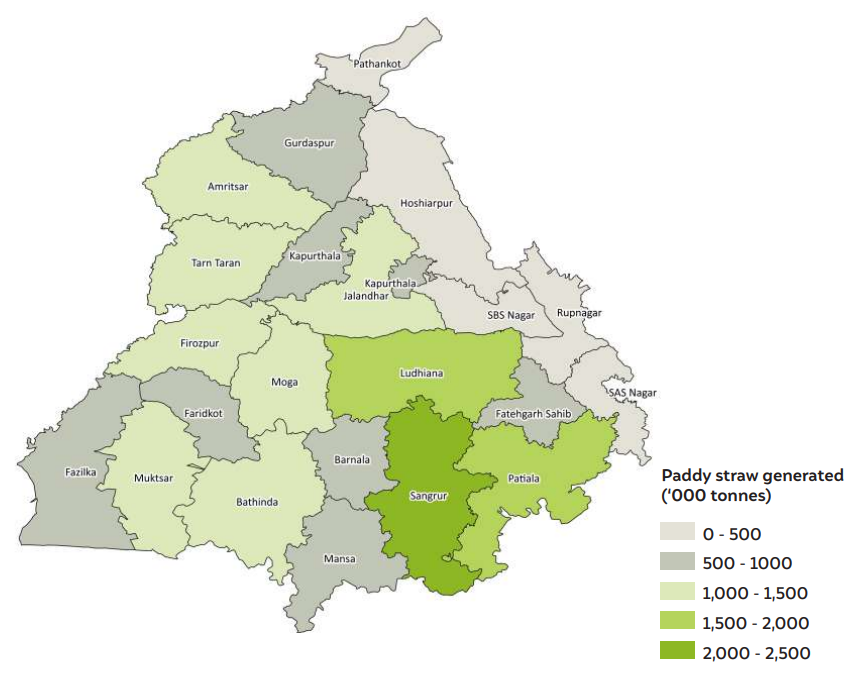 Pathankot
Gurdaspur
Amritsar
Hoshiarpur
Tarn Taran
Kapurthala
Kapurthala
Jalandhar
SBS Nagar
Rupnagar
Firozpur
Moga
Ludhiana
SAS Nagar
Faridkot
Fatehgarh Sahib
Fazilka
Muktsar
Barnala
Patiala
Bathinda
Sangrur
Mansa
Paddy straw generated
('000 tonnes)
0 - 500
500 - 1000
1,000 - 1,500
1,500 - 2,000
2,000 - 2,500